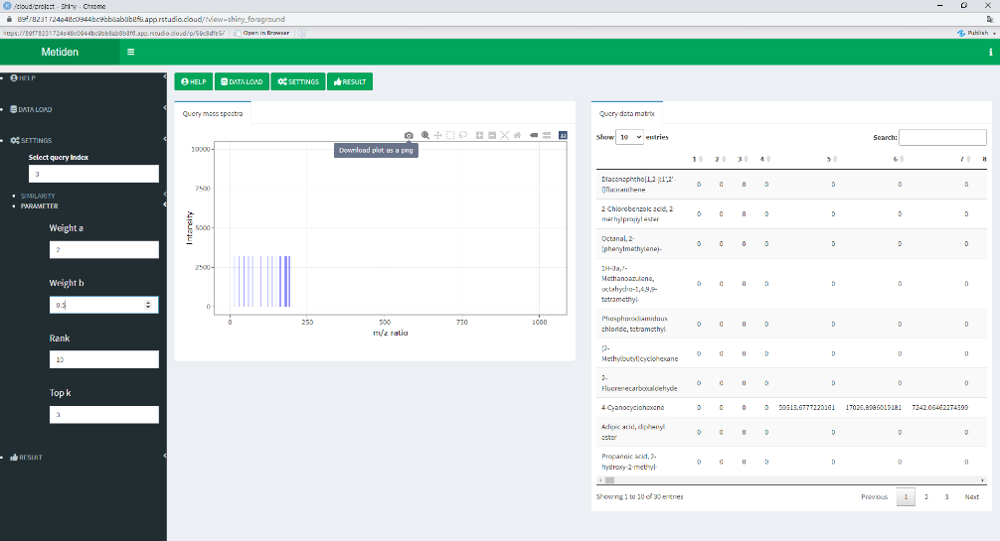 /cloud/project - Shiny - Chrome
89f78231724e48c0944bc9bb8ab8b8f6.app.rstudio.cloud/?view=shiny_foreground
https://89f78231724e48c0944bc9bb8ab8b8f6.app.rstudio.cloud/p/59c8dfe5/
Open in Browser
Publish
Metiden
HELP
DATA LOAD
SETTINGS
Select query index
3
SIMILARITY
PARAMETER
Weight a
2
Weight b
0.5
Rank
10
Top k
3
RESULT
HELP DATA LOAD SETTINGS RESULT
Query mass spectra
Download plot as a png
10000
7500
5000
2500
0
Intensity
0 250 500 750 1000
m/z ratio
Query data matrix
Show 10 entries Search:
1 2 3 4 5 6 7 8
Diacenaphtho[1,2-j:1',2'-
l]fluoranthene 0 0 0 0 0 0 0
2-Chlorobenzoic acid, 2-
methylpropyl ester 0 0 0 0 0 0 0
Octanal, 2-
(phenylmethylene)- 0 0 0 0 0 0 0
1H-3a,7-
Methanoazulene,
octahydro-1,4,9,9-
tetramethyl- 0 0 0 0 0 0 0
Phosphorodiamidous
chloride, tetramethyl- 0 0 0 0 0 0 0
(2-
Methylbutyl)cyclohexane 0 0 0 0 0 0 0
2-
Fluorenecarboxaldehyde 0 0 0 0 0 0 0
4-Cyanocyclohexene 0 0 0 0 59513.6777220161 17026.8986019181 7242.06462274399
Adipic acid, diphenyl
ester 0 0 0 0 0 0 0
Propanoic acid, 2-
hydroxy-2-methyl- 0 0 0 0 0 0 0
Showing 1 to 10 of 30 entries
Previous 1 2 3 Next